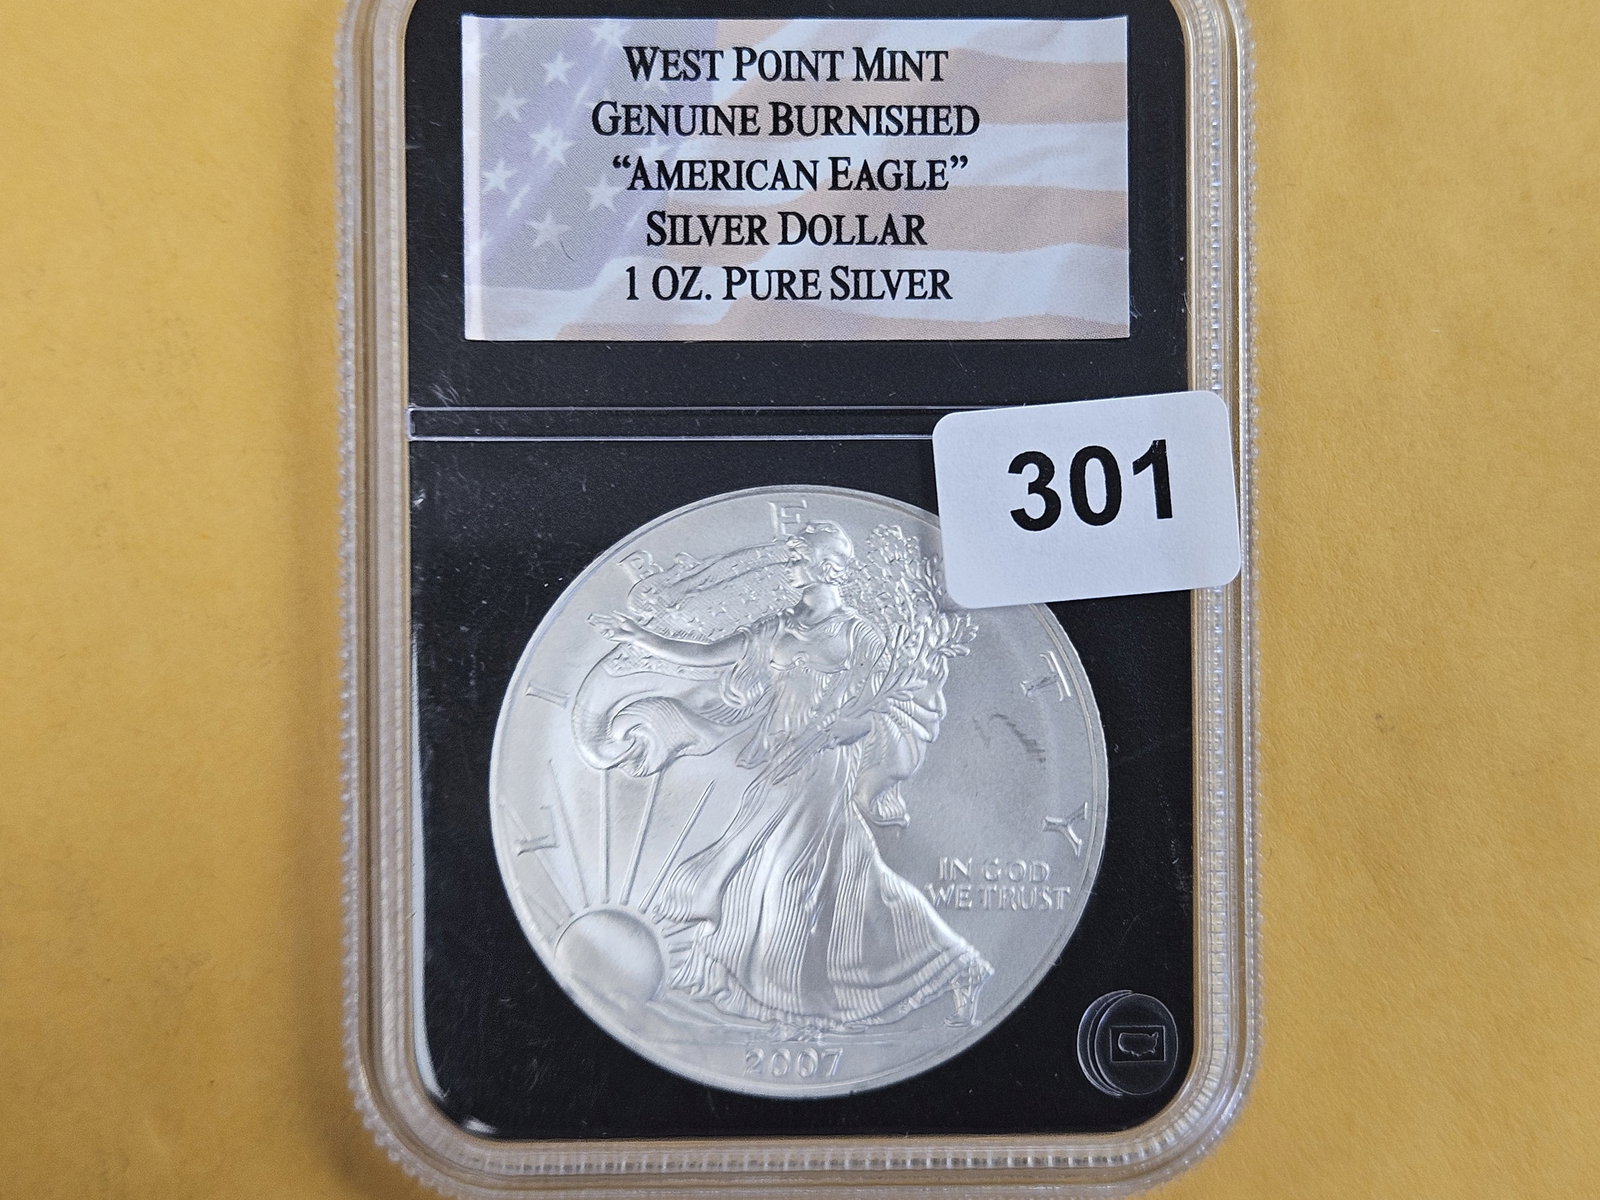 WEST POINT MINT
GENUINE BURNISHED
“AMERICAN EAGLE”
SILVER DOLLAR
1 OZ. PURE SILVER
301
L I B E T Y
IN GOD
WE TRUST
2007